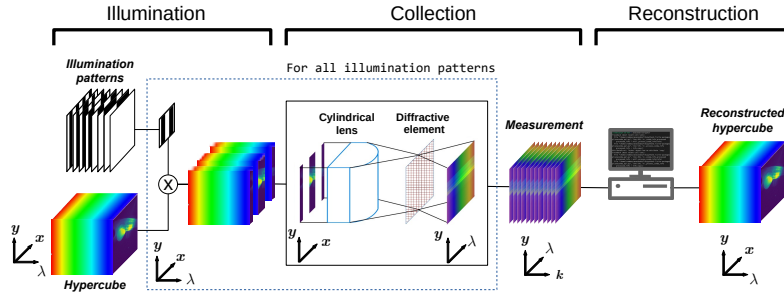 Illumination
Collection
Reconstruction
For all illumination patterns
Illumination
patterns
Cylindrical
lens
Diffractive
element
Measurement
Reconstructed
hypercube
X
y
x
λ
Hypercube
y
x
λ
y
x
y
λ
y
λ
k
y
x
λ